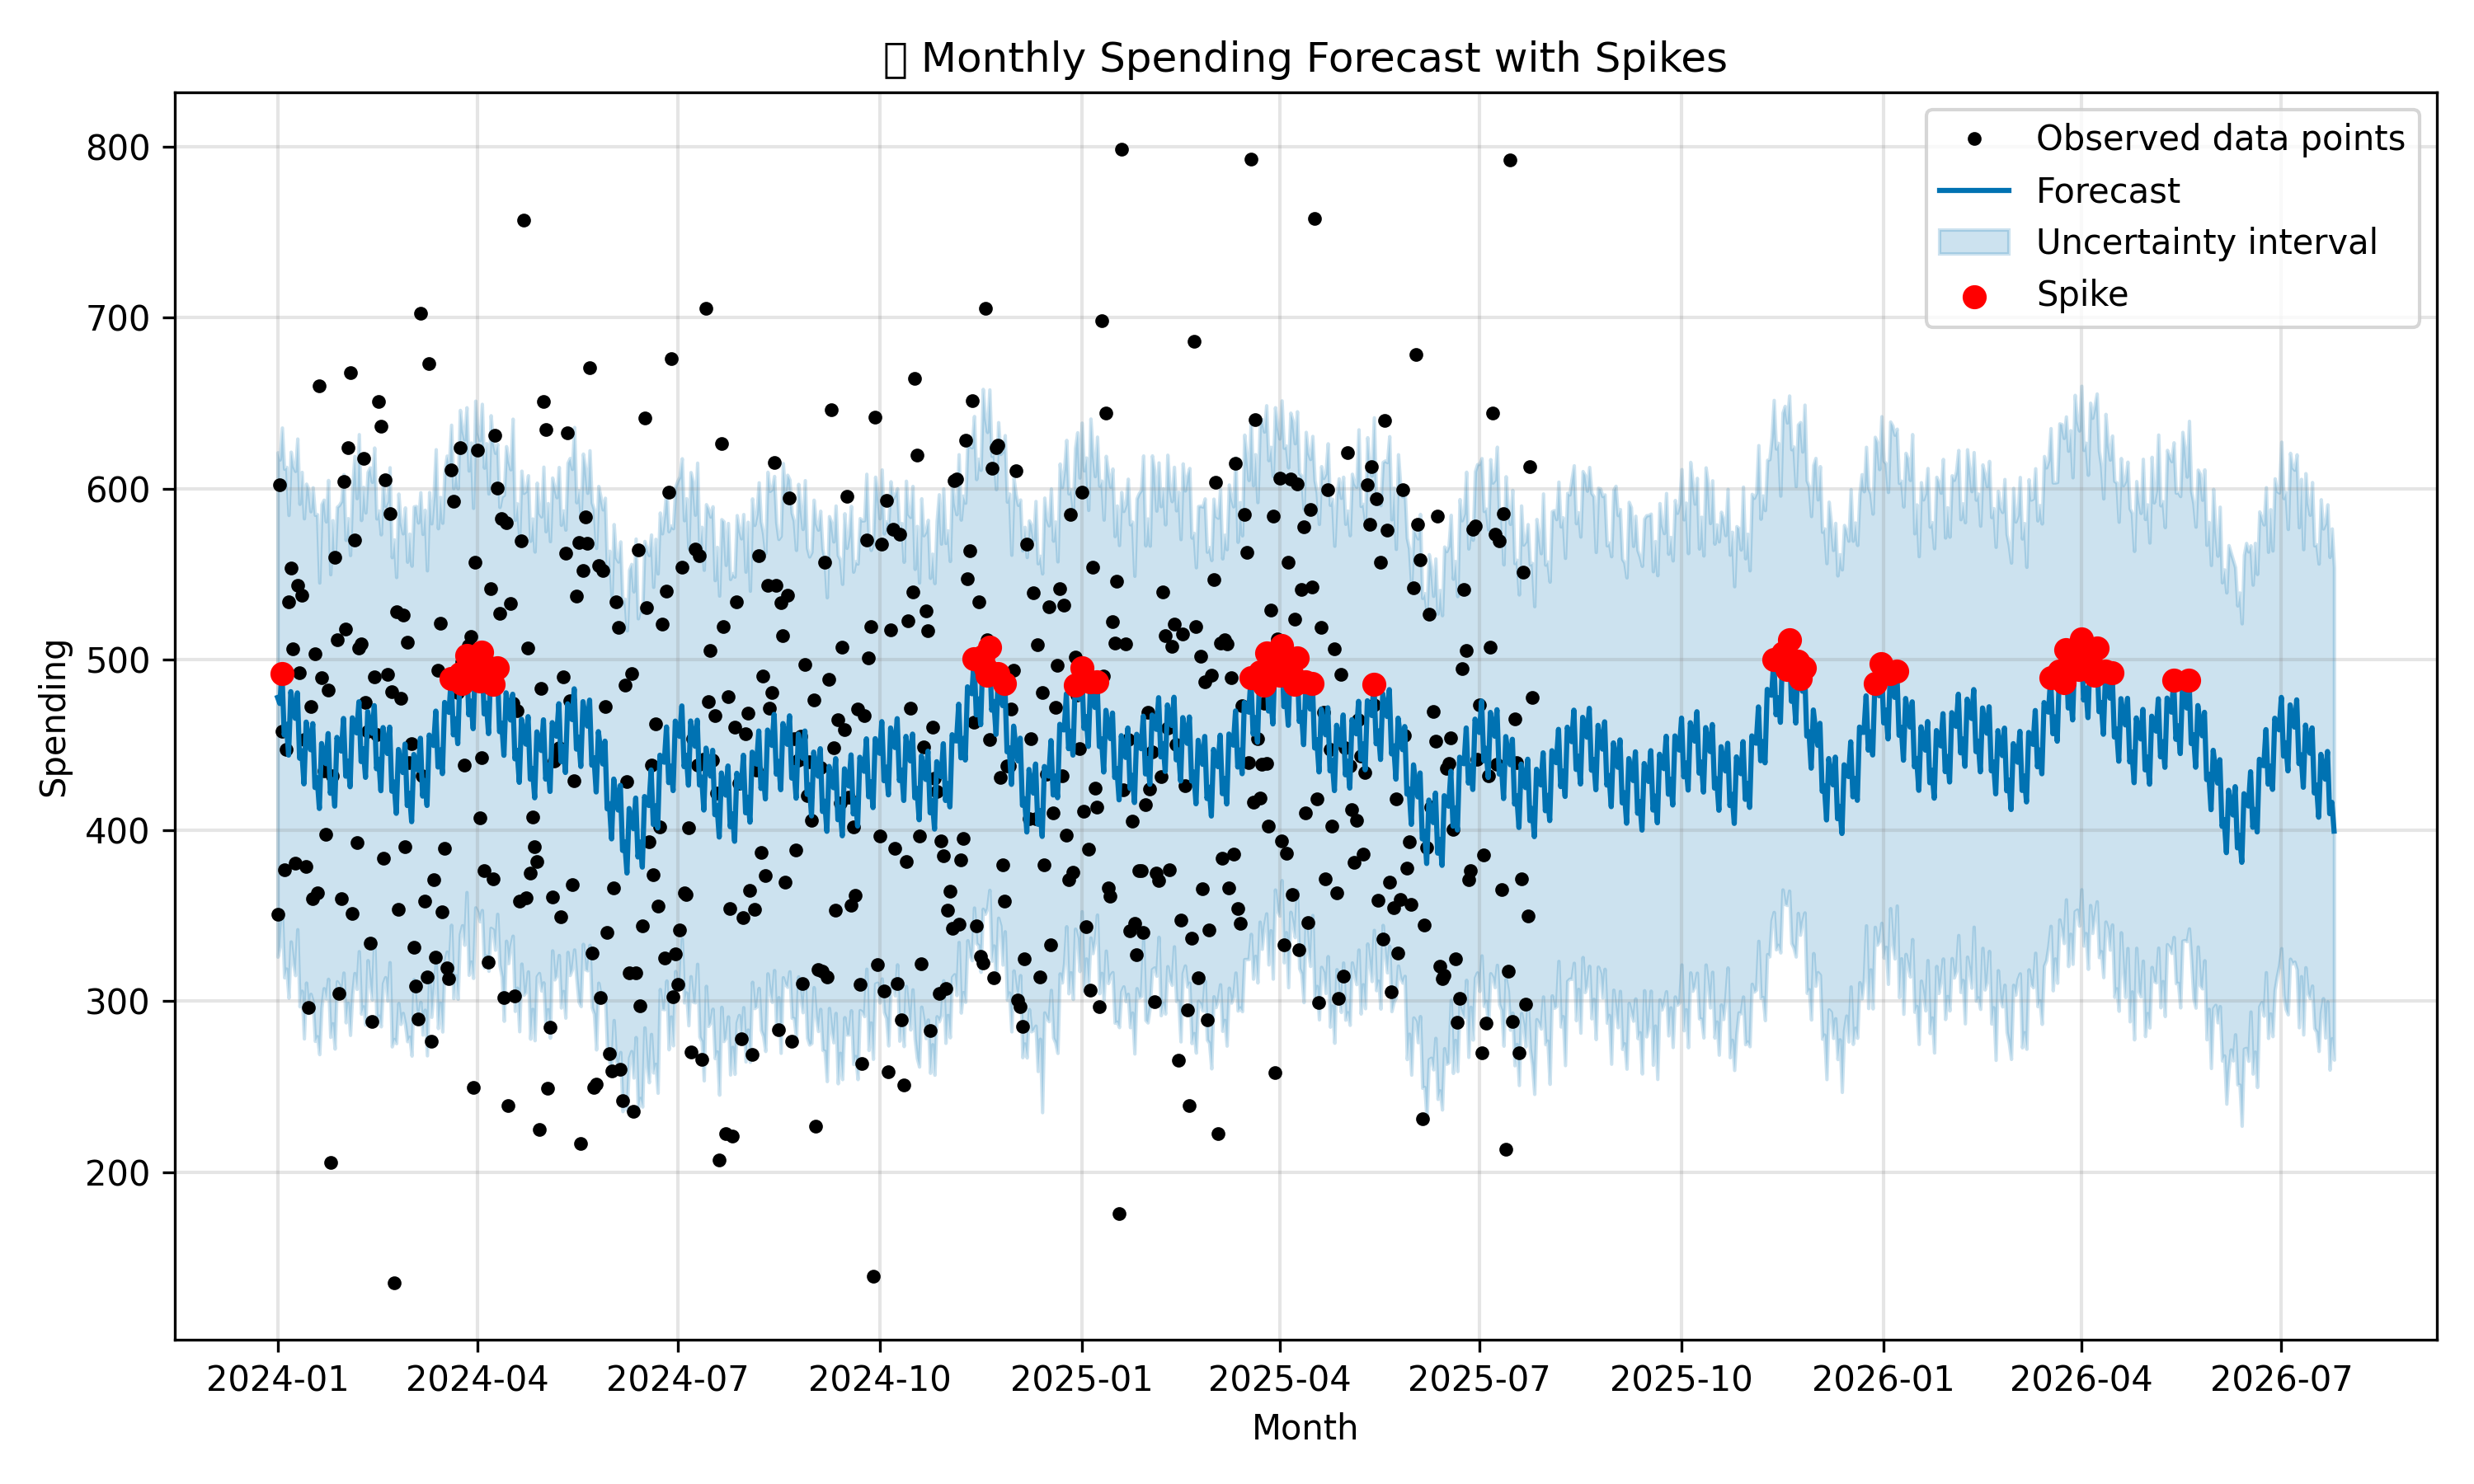 ▯ Monthly Spending Forecast with Spikes
Observed data points
Forecast
Uncertainty interval
Spike
Spending
800
700
600
500
400
300
200
2024-01 2024-04 2024-07 2024-10 2025-01 2025-04 2025-07 2025-10 2026-01 2026-04 2026-07
Month